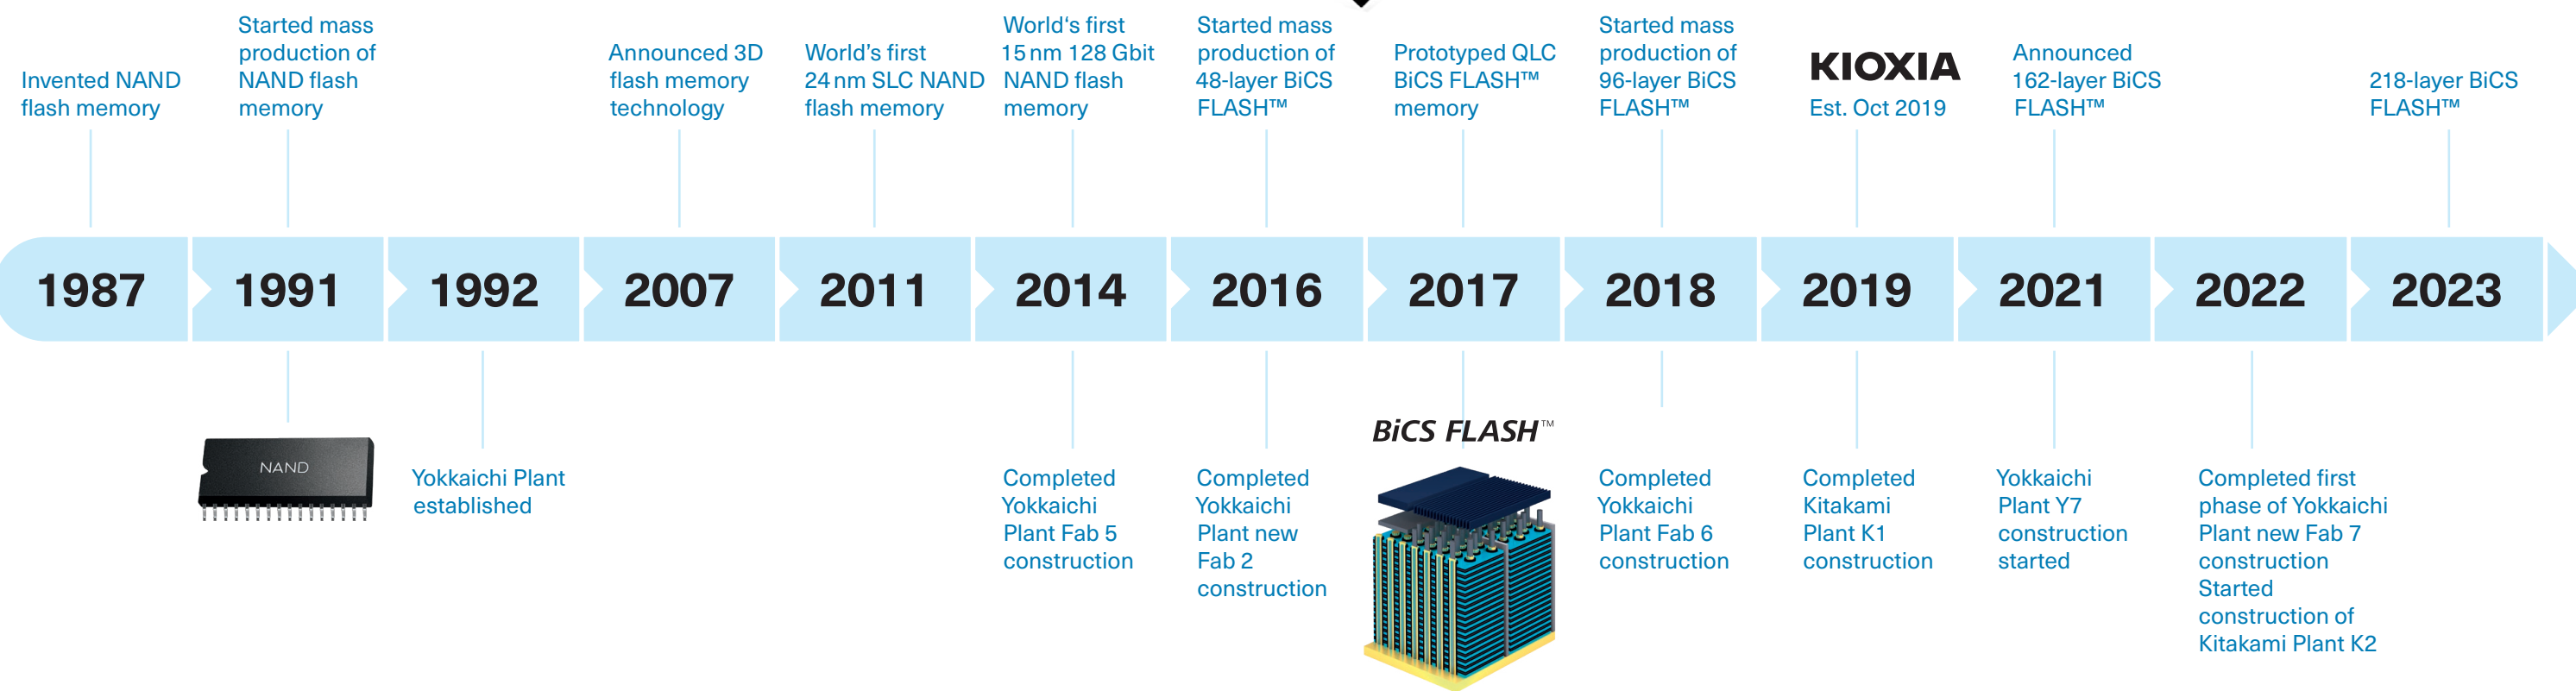 Invented NAND
flash memory
Started mass
production of
NAND flash
memory
Announced 3D
flash memory
technology
World's first
24 nm SLC NAND
flash memory
World‘s first
15 nm 128 Gbit
NAND flash
memory
Started mass
production of
48-layer BiCS
FLASH™
Prototyped QLC
BiCS FLASH™
memory
Started mass
production of
96-layer BiCS
FLASH™
KIOXIA
Est. Oct 2019
Announced
162-layer BiCS
FLASH™
218-layer BiCS
FLASH™
1987
1991
1992
2007
2011
2014
2016
2017
2018
2019
2021
2022
2023
NAND
Yokkaichi Plant
established
Completed
Yokkaichi
Plant Fab 5
construction
Completed
Yokkaichi
Plant new
Fab 2
construction
BiCS FLASH™
Completed
Yokkaichi
Plant Fab 6
construction
Completed
Kitakami
Plant K1
construction
Yokkaichi
Plant Y7
construction
started
Completed first
phase of Yokkaichi
Plant new Fab 7
construction
Started
construction of
Kitakami Plant K2